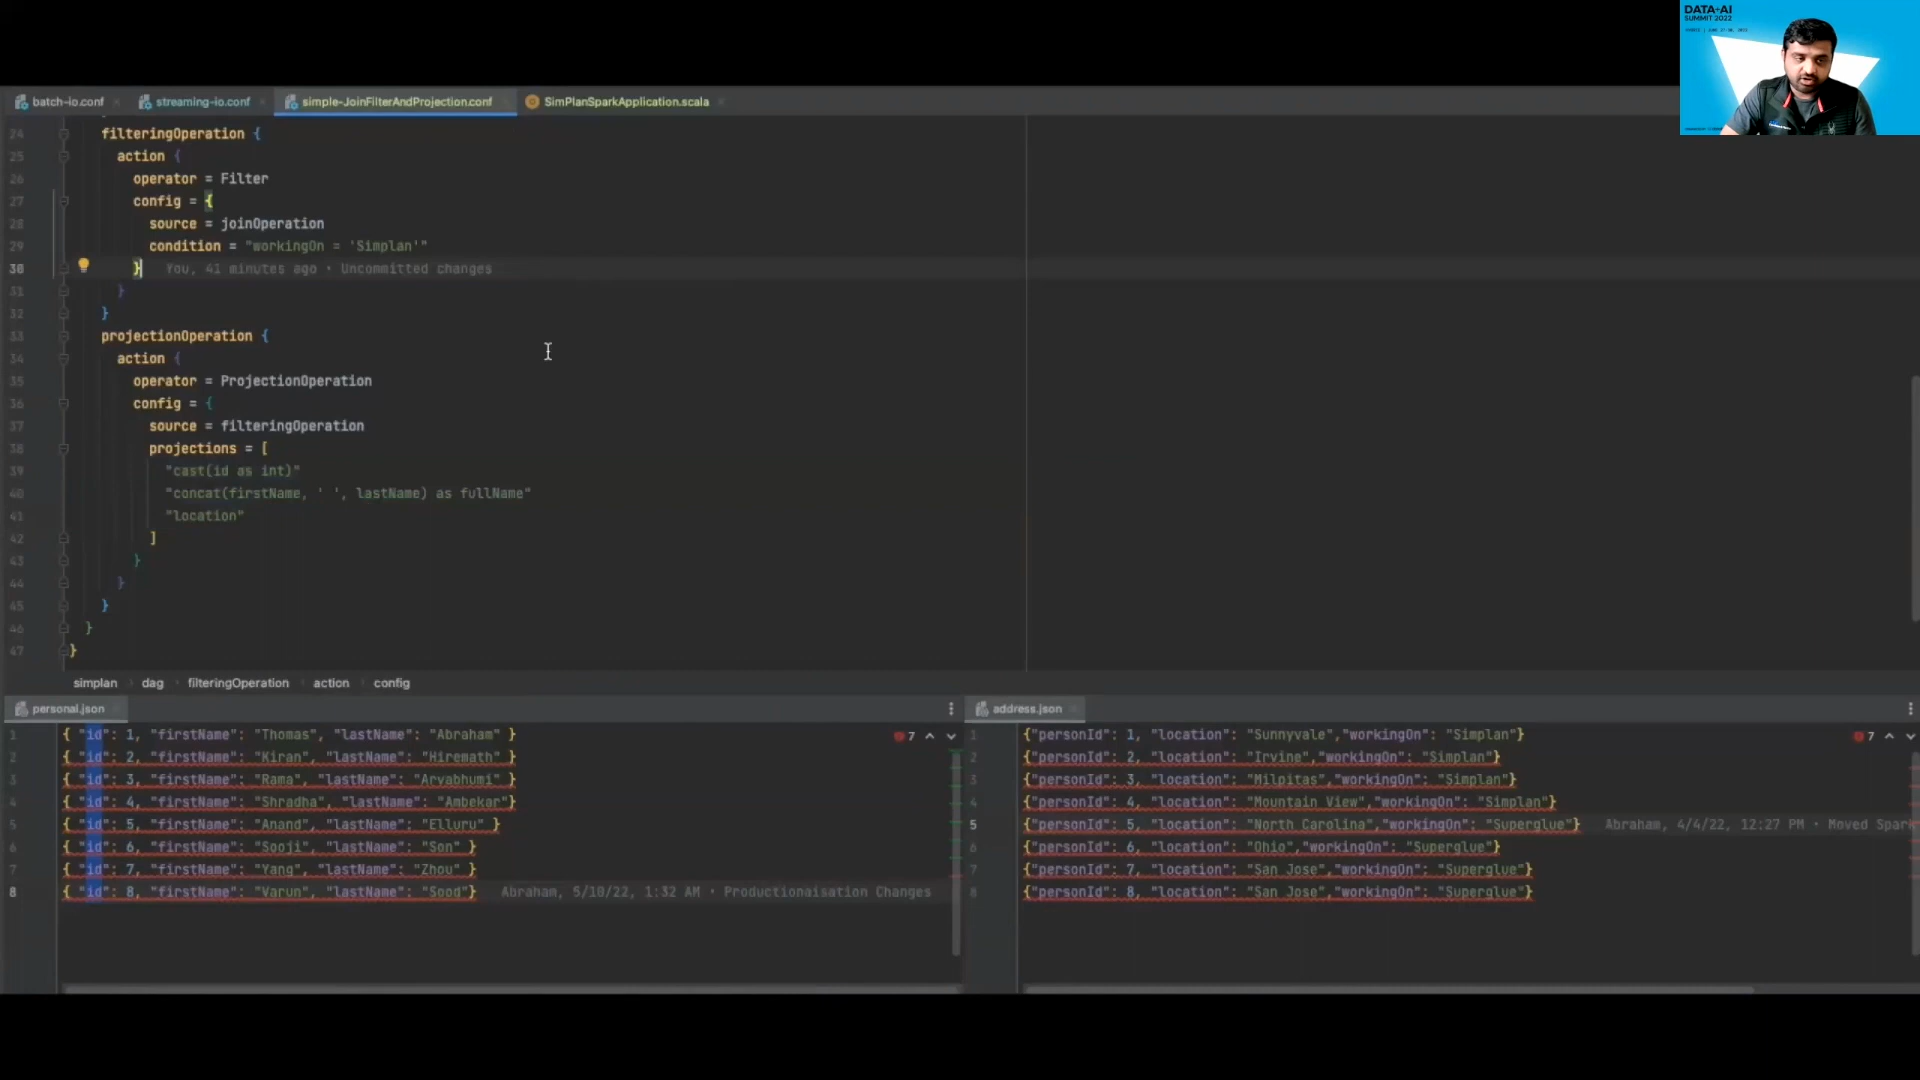 DATA+AI
SUMMIT 2022
batch-io.conf
streaming-io.conf
simple-JoinFilterAndProjection.conf
SimPlanSparkApplication.scala
24 filteringOperation {
25 action {
26 operator = Filter
27 config = {
28 source = joinOperation
29 condition = "workingOn = 'Simplan'"
30 } You, 41 minutes ago • Uncommitted changes
31 }
32 }
33 projectionOperation {
34 action {
35 operator = ProjectionOperation
36 config = {
37 source = filteringOperation
38 projections = [
39 "cast(id as int)"
40 "concat(firstName, ' ', lastName) as fullName"
41 "location"
42 ]
43 }
44 }
45 }
46 }
47 }
simplan dag filteringOperation action config
personal.json
7
1 { "id": 1, "firstName": "Thomas", "lastName": "Abraham" }
2 { "id": 2, "firstName": "Kiran", "lastName": "Hiremath" }
3 { "id": 3, "firstName": "Rama", "lastName": "Aryabhumi" }
4 { "id": 4, "firstName": "Shradha", "lastName": "Ambekar"}
5 { "id": 5, "firstName": "Anand", "lastName": "Elluru" }
6 { "id": 6, "firstName": "Sooji", "lastName": "Son" }
7 { "id": 7, "firstName": "Yang", "lastName": "Zhou" }
8 { "id": 8, "firstName": "Varun", "lastName": "Sood"} Abraham, 5/10/22, 1:32 AM • Productionaisation Changes
address.json
7
1 {"personId": 1, "location": "Sunnyvale","workingOn": "Simplan"}
2 {"personId": 2, "location": "Irvine","workingOn": "Simplan"}
3 {"personId": 3, "location": "Milpitas","workingOn": "Simplan"}
4 {"personId": 4, "location": "Mountain View","workingOn": "Simplan"}
5 {"personId": 5, "location": "North Carolina","workingOn": "Superglue"} Abraham, 4/4/22, 12:27 PM • Moved Spark
6 {"personId": 6, "location": "Ohio","workingOn": "Superglue"}
7 {"personId": 7, "location": "San Jose","workingOn": "Superglue"}
8 {"personId": 8, "location": "San Jose","workingOn": "Superglue"}